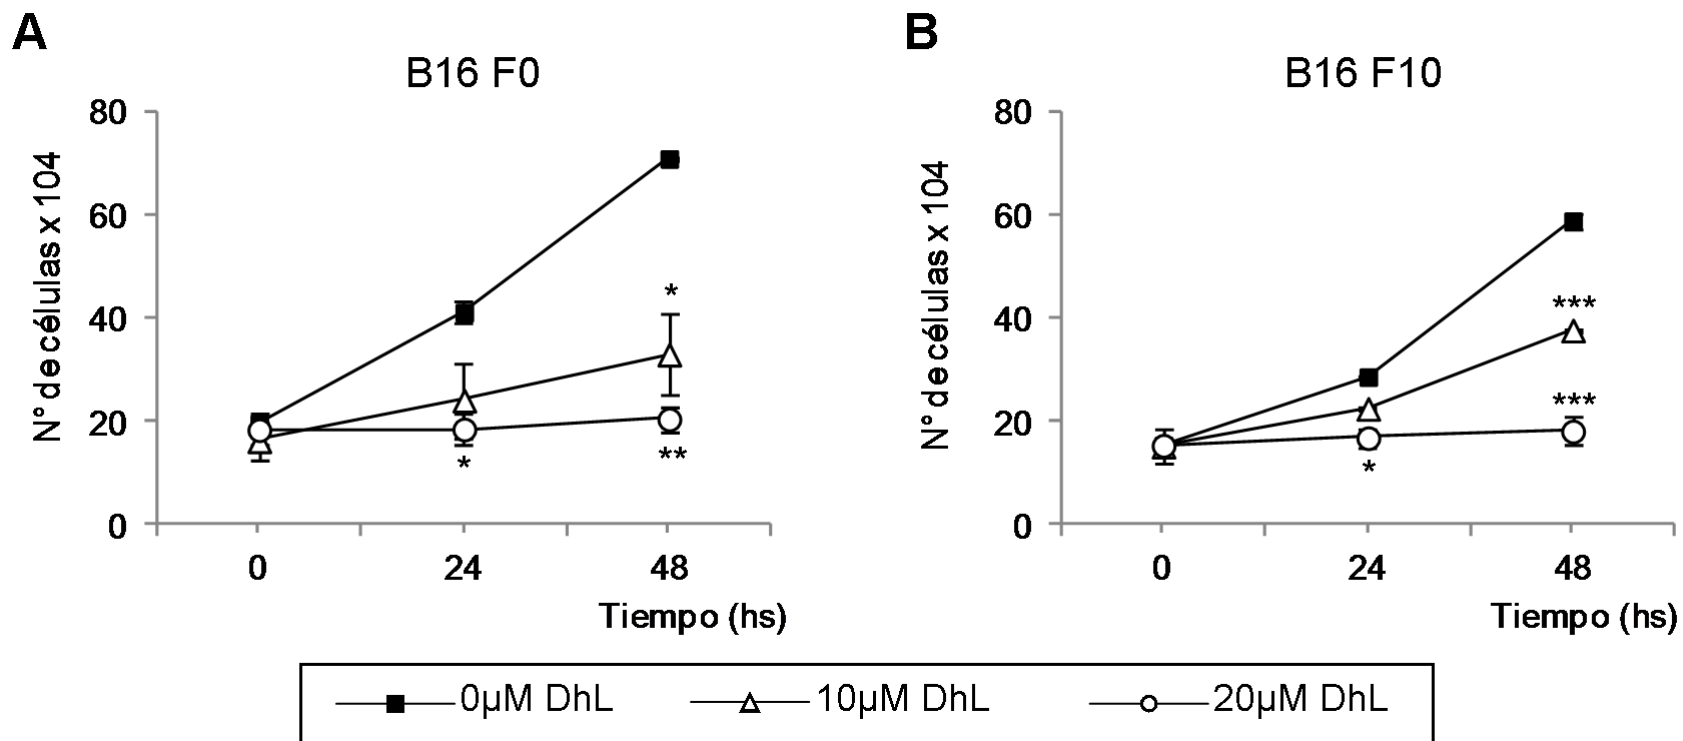 A
B16 F0
N° de células x 104
80
60
40
20
0
*
*
**
0
24
48
Tiempo (hs)
B
B16 F10
N° de células x 104
80
60
40
20
0
***
***
*
0
24
48
Tiempo (hs)
0µM DhL
10µM DhL
20µM DhL